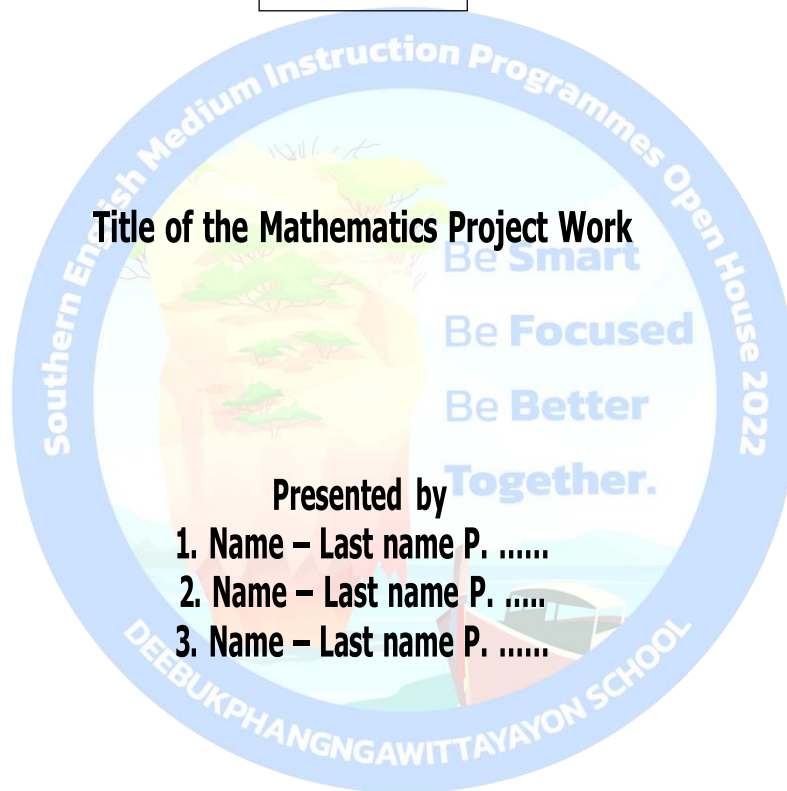 Southern English Medium Instruction Programmes Open House 2022
Title of the Mathematics Project Work
Be Smart
Be Focused
Be Better
Together.
Presented by
1. Name – Last name P. ......
2. Name – Last name P. .....
3. Name – Last name P. ......
DEEBUKPHANGNGAWITTAYAYON SCHOOL